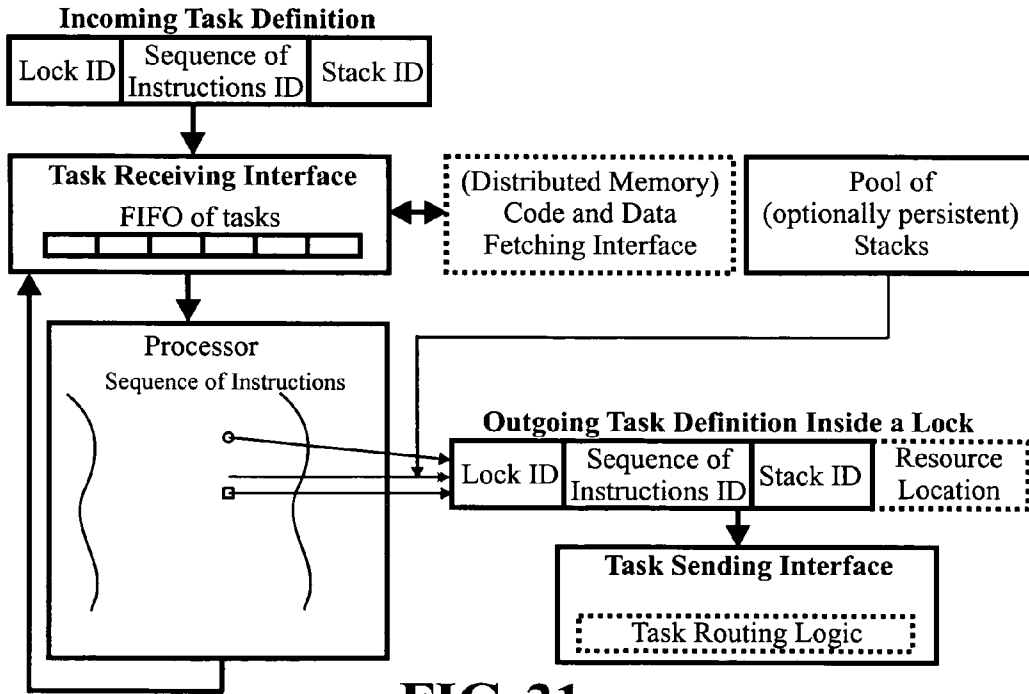 Incoming Task Definition
Lock ID
Sequence of
Instructions ID
Stack ID
Task Receiving Interface
FIFO of tasks
(Distributed Memory)
Code and Data
Fetching Interface
Pool of
(optionally persistent)
Stacks
Processor
Sequence of Instructions
Outgoing Task Definition Inside a Lock
Lock ID
Sequence of
Instructions ID
Stack ID
Resource
Location
Task Sending Interface
Task Routing Logic
FIG. 31